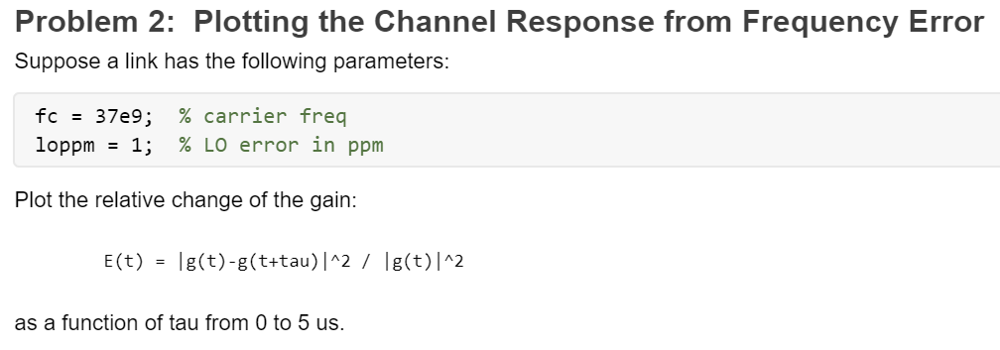 Problem 2: Plotting the Channel Response from Frequency Error
Suppose a link has the following parameters:
fc = 37e9; % carrier freq
loppm = 1; % LO error in ppm
Plot the relative change of the gain:
E(t) = |g(t)-g(t+tau)|^2 / |g(t)|^2
as a function of tau from 0 to 5 us.